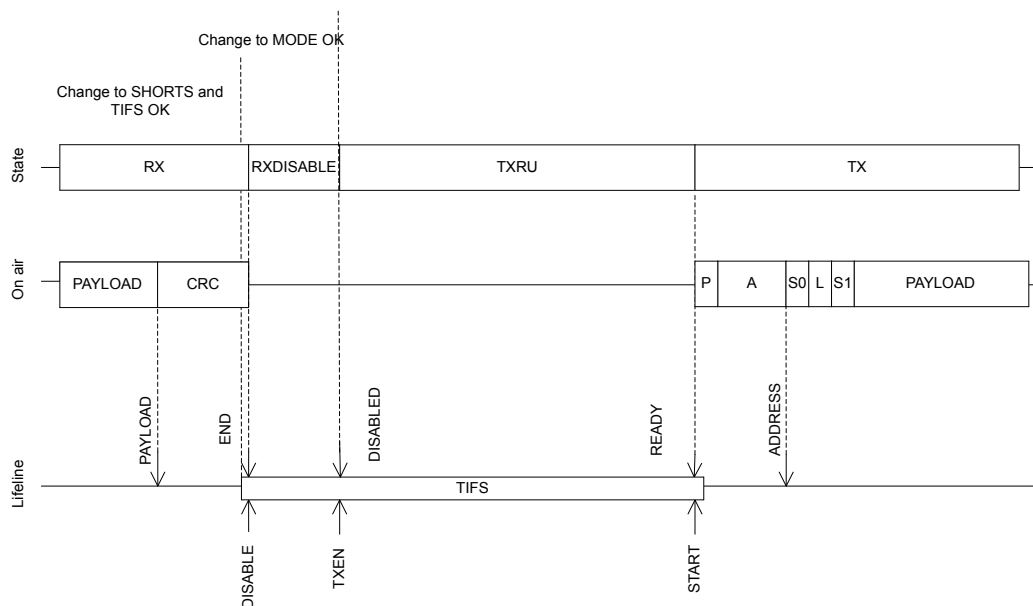 Change to MODE OK
Change to SHORTS and
TIFS OK
State
RX
RXDISABLE
TXRU
TX
On air
PAYLOAD
CRC
P
A
S0
L
S1
PAYLOAD
PAYLOAD
END
DISABLED
READY
ADDRESS
Lifeline
TIFS
DISABLE
TXEN
START